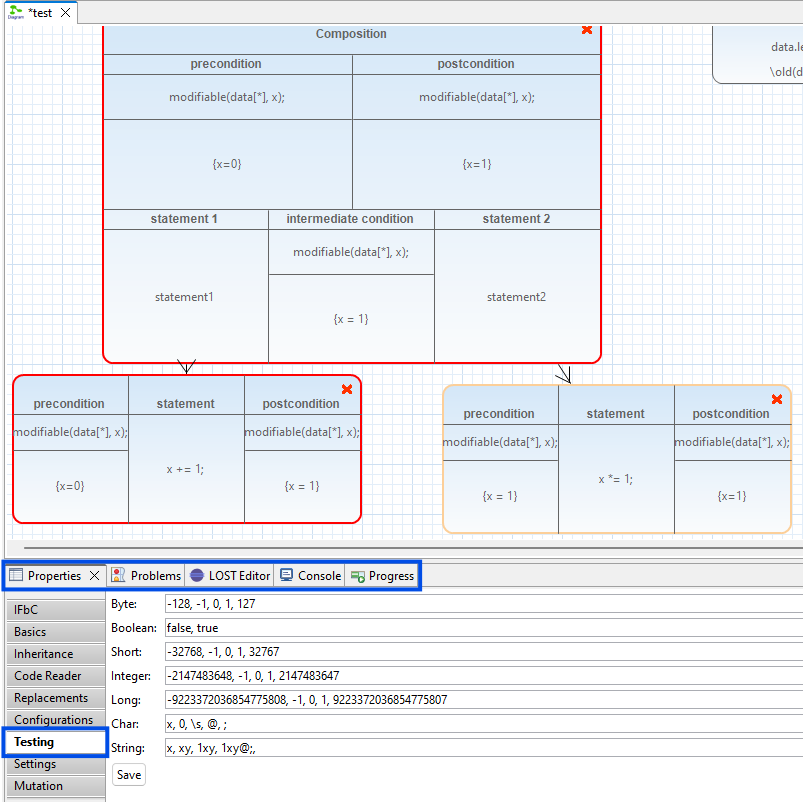 *test
Diagram
Composition
precondition postcondition
modifiable(data[*], x); modifiable(data[*], x);
{x=0} {x=1}
statement 1 intermediate condition statement 2
modifiable(data[*], x);
statement1 statement2
{x = 1}
data.le
\old(d
precondition statement postcondition
modifiable(data[*], x); modifiable(data[*], x);
x += 1;
{x=0} {x = 1}
precondition statement postcondition
modifiable(data[*], x); modifiable(data[*], x);
x *= 1;
{x = 1} {x=1}
Properties Problems LOST Editor Console Progress
IFbC
Basics
Inheritance
Code Reader
Replacements
Configurations
Testing
Settings
Mutation
Byte: -128, -1, 0, 1, 127
Boolean: false, true
Short: -32768, -1, 0, 1, 32767
Integer: -2147483648, -1, 0, 1, 2147483647
Long: -9223372036854775808, -1, 0, 1, 9223372036854775807
Char: x, 0, \s, @, ;
String: x, xy, 1xy, 1xy@;,
Save